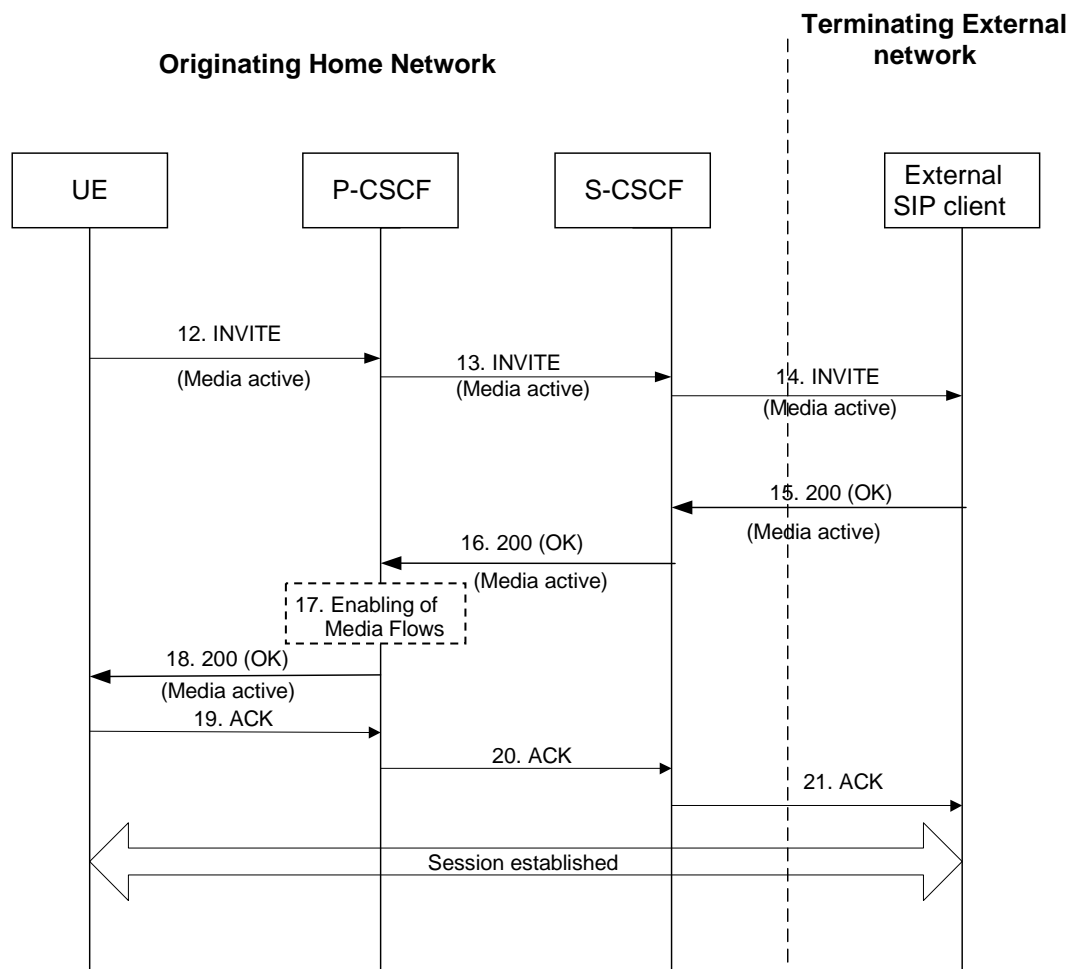 Terminating External
network
Originating Home Network
UE
P-CSCF
S-CSCF
External
SIP client
12. INVITE
(Media active)
13. INVITE
(Media active)
14. INVITE
(Media active)
15. 200 (OK)
(Media active)
16. 200 (OK)
(Media active)
17. Enabling of
Media Flows
18. 200 (OK)
(Media active)
19. ACK
20. ACK
21. ACK
Session established